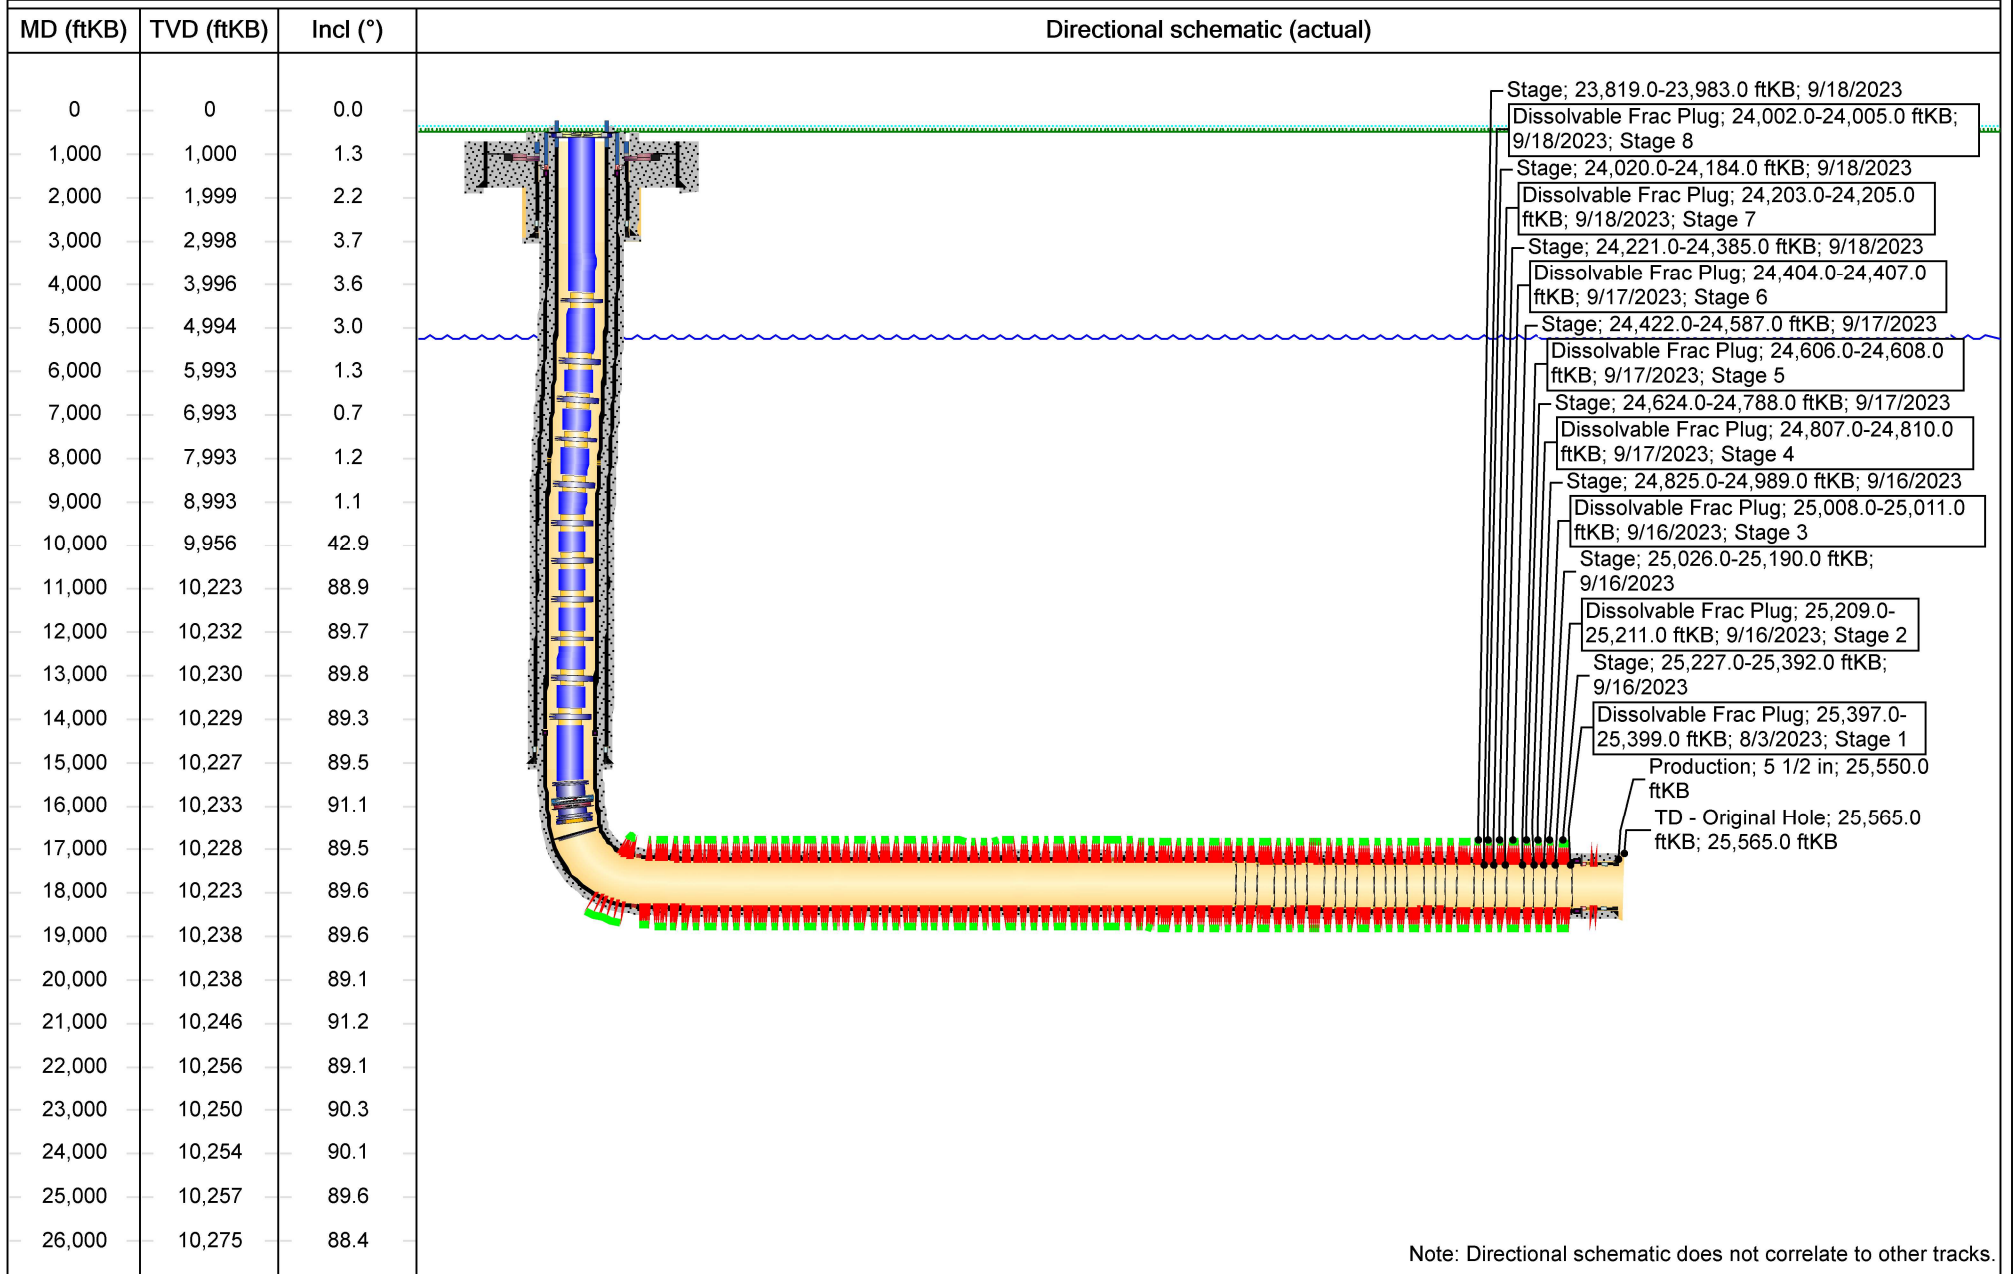 MD (ftKB) TVD (ftKB) Incl (°) Directional schematic (actual)
0 0 0.0
1,000 1,000 1.3
2,000 1,999 2.2
3,000 2,998 3.7
4,000 3,996 3.6
5,000 4,994 3.0
6,000 5,993 1.3
7,000 6,993 0.7
8,000 7,993 1.2
9,000 8,993 1.1
10,000 9,956 42.9
11,000 10,223 88.9
12,000 10,232 89.7
13,000 10,230 89.8
14,000 10,229 89.3
15,000 10,227 89.5
16,000 10,233 91.1
17,000 10,228 89.5
18,000 10,223 89.6
19,000 10,238 89.6
20,000 10,238 89.1
21,000 10,246 91.2
22,000 10,256 89.1
23,000 10,250 90.3
24,000 10,254 90.1
25,000 10,257 89.6
26,000 10,275 88.4
Stage; 23,819.0-23,983.0 ftKB; 9/18/2023
Dissolvable Frac Plug; 24,002.0-24,005.0 ftKB;
9/18/2023; Stage 8
Stage; 24,020.0-24,184.0 ftKB; 9/18/2023
Dissolvable Frac Plug; 24,203.0-24,205.0
ftKB; 9/18/2023; Stage 7
Stage; 24,221.0-24,385.0 ftKB; 9/18/2023
Dissolvable Frac Plug; 24,404.0-24,407.0
ftKB; 9/17/2023; Stage 6
Stage; 24,422.0-24,587.0 ftKB; 9/17/2023
Dissolvable Frac Plug; 24,606.0-24,608.0
ftKB; 9/17/2023; Stage 5
Stage; 24,624.0-24,788.0 ftKB; 9/17/2023
Dissolvable Frac Plug; 24,807.0-24,810.0
ftKB; 9/17/2023; Stage 4
Stage; 24,825.0-24,989.0 ftKB; 9/16/2023
Dissolvable Frac Plug; 25,008.0-25,011.0
ftKB; 9/16/2023; Stage 3
Stage; 25,026.0-25,190.0 ftKB;
9/16/2023
Dissolvable Frac Plug; 25,209.0-
25,211.0 ftKB; 9/16/2023; Stage 2
Stage; 25,227.0-25,392.0 ftKB;
9/16/2023
Dissolvable Frac Plug; 25,397.0-
25,399.0 ftKB; 8/3/2023; Stage 1
Production; 5 1/2 in; 25,550.0
ftKB
TD - Original Hole; 25,565.0
ftKB; 25,565.0 ftKB
Note: Directional schematic does not correlate to other tracks.